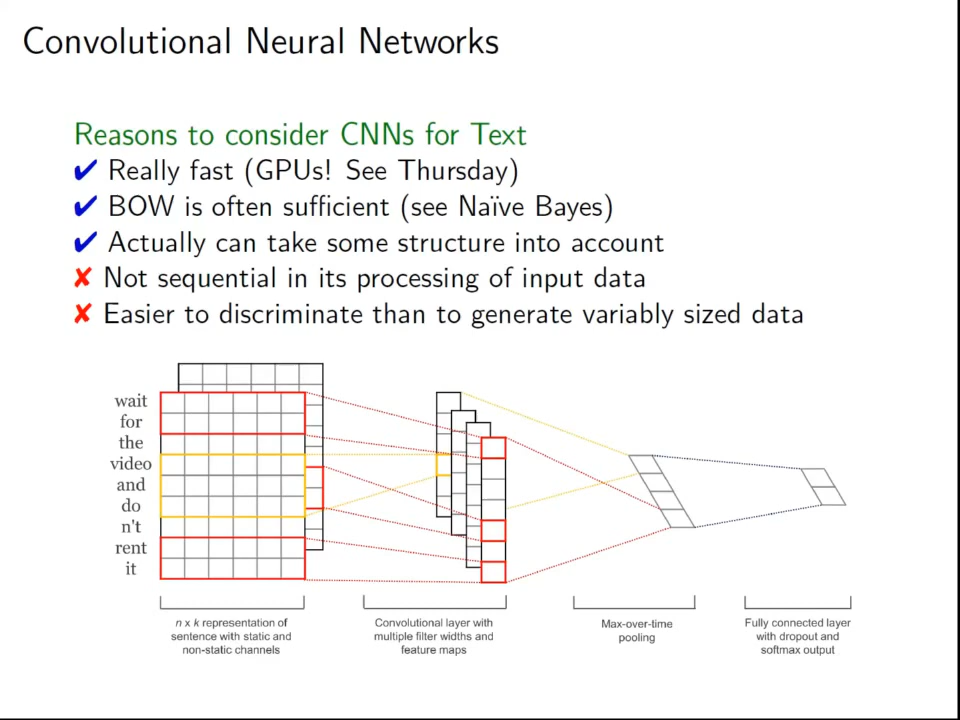 Convolutional Neural Networks
Reasons to consider CNNs for Text
✔ Really fast (GPUs! See Thursday)
✔ BOW is often sufficient (see Naïve Bayes)
✔ Actually can take some structure into account
✘ Not sequential in its processing of input data
✘ Easier to discriminate than to generate variably sized data
wait
for
the
video
and
do
n't
rent
it
n x k representation of
sentence with static and
non-static channels
Convolutional layer with
multiple filter widths and
feature maps
Max-over-time
pooling
Fully connected layer
with dropout and
softmax output